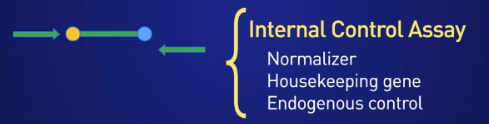 Internal Control Assay
Normalizer
Housekeeping gene
Endogenous control